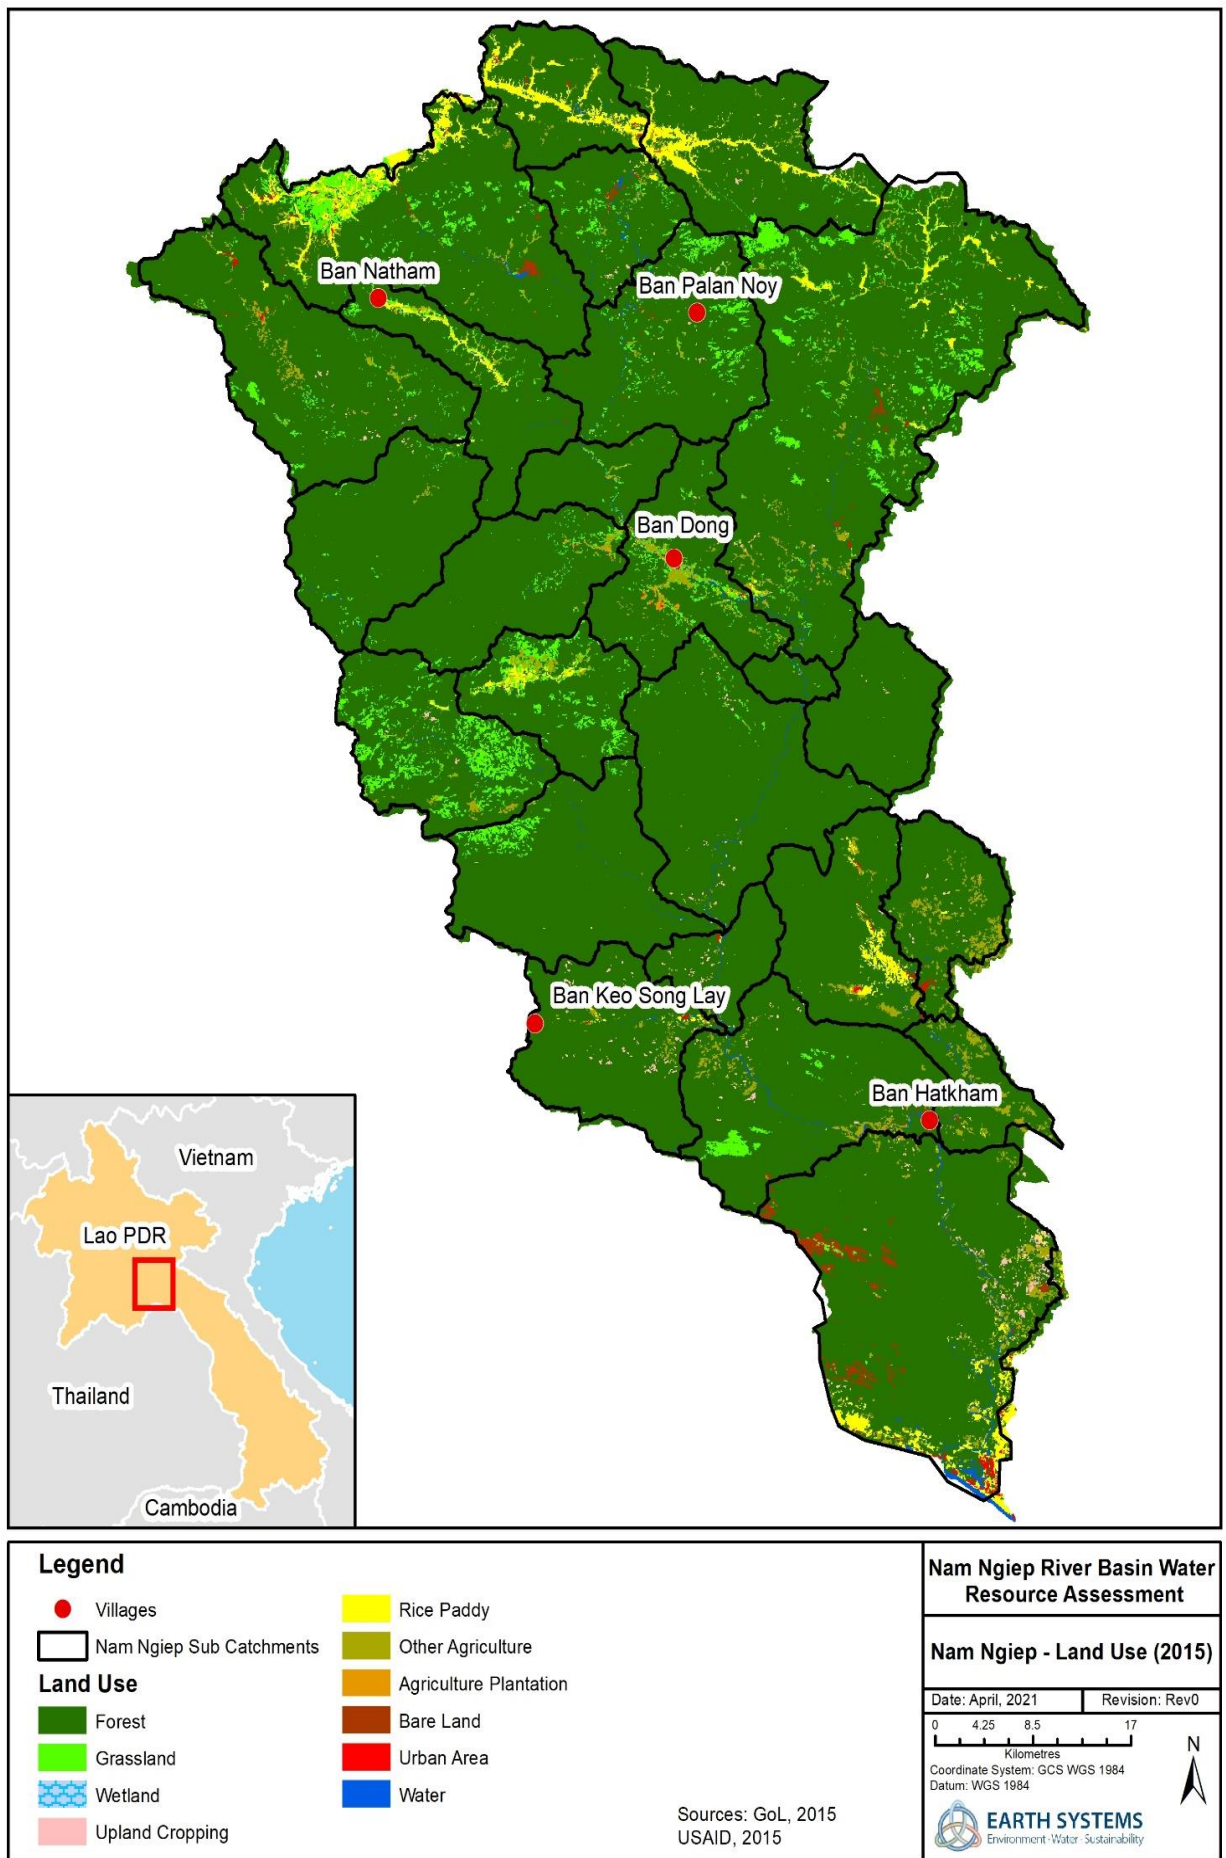 Ban Natham
Ban Palan Noy
Ban Dong
Ban Keo Song Lay
Ban Hatkham
Vietnam
Lao PDR
Thailand
Cambodia
Legend
Villages
Nam Ngiep Sub Catchments
Land Use
Forest
Grassland
Wetland
Upland Cropping
Rice Paddy
Other Agriculture
Agriculture Plantation
Bare Land
Urban Area
Water
Sources: GoL, 2015
USAID, 2015
Nam Ngiep River Basin Water
Resource Assessment
Nam Ngiep - Land Use (2015)
Date: April, 2021 Revision: Rev0
0 4.25 8.5 17
Kilometres
Coordinate System: GCS WGS 1984
Datum: WGS 1984
N
EARTH SYSTEMS
Environment · Water · Sustainability